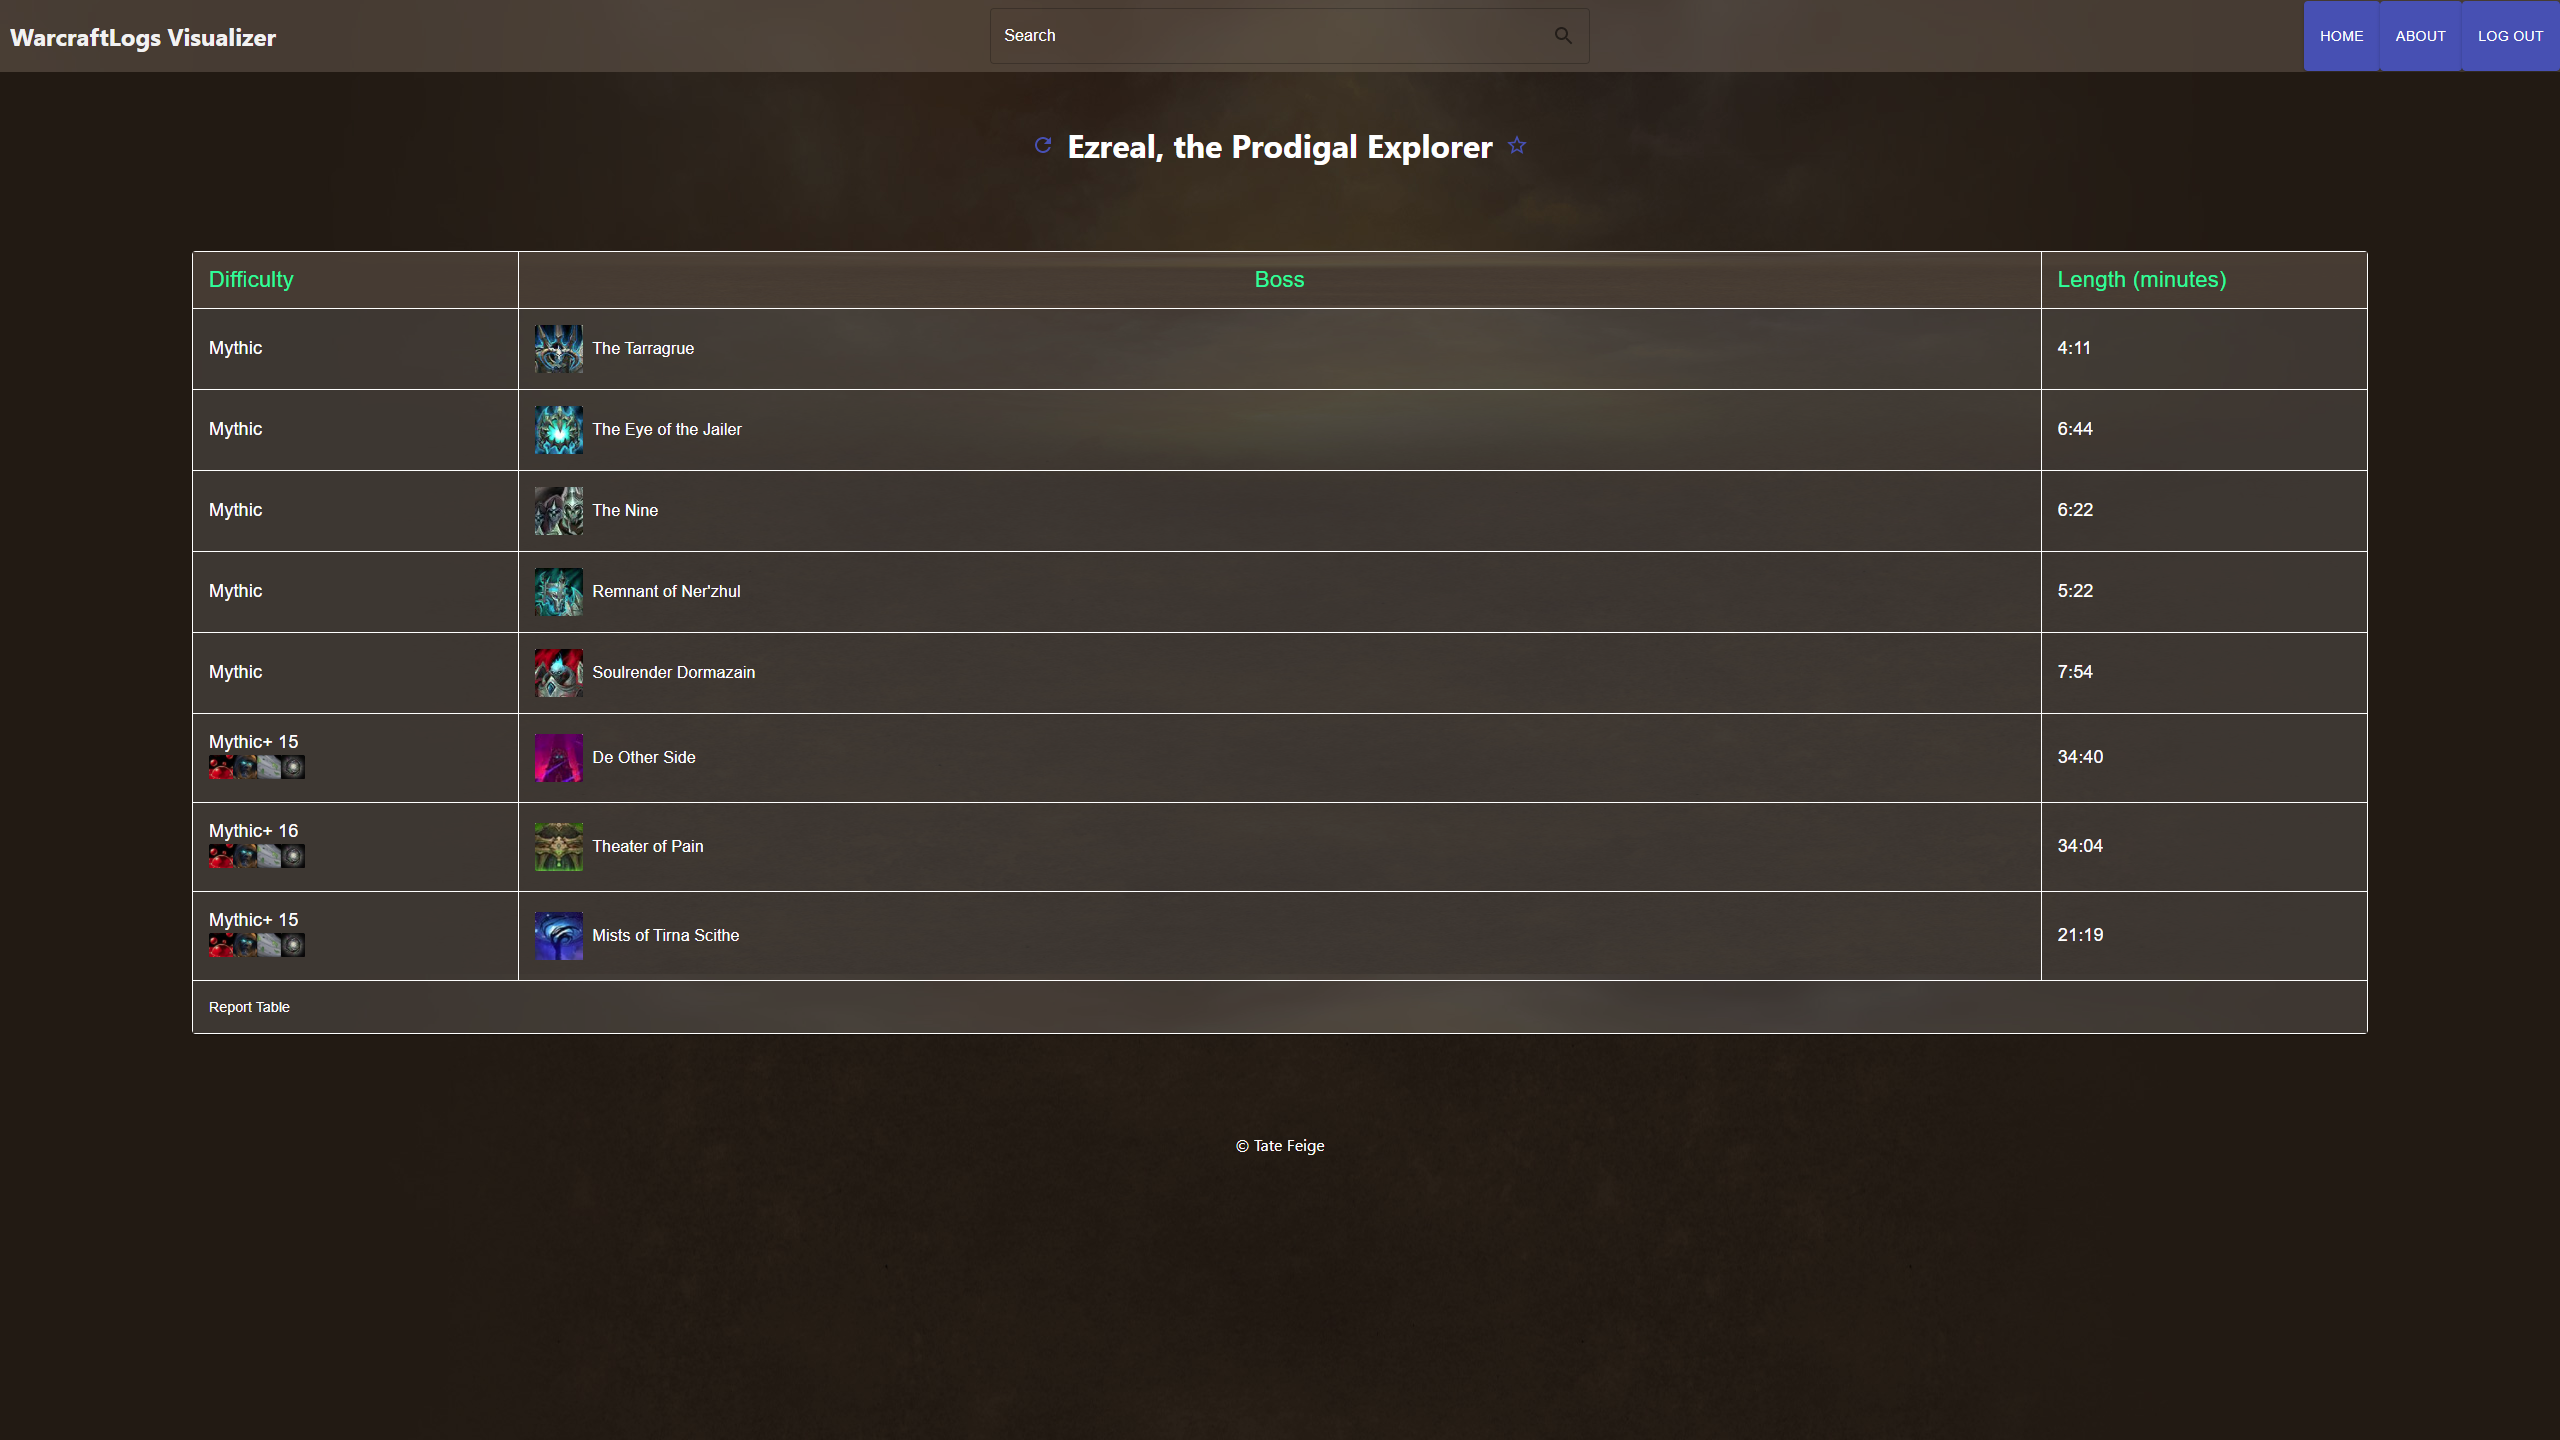 WarcraftLogs Visualizer
Search
HOME
ABOUT
LOG OUT
Ezreal, the Prodigal Explorer
Difficulty
Boss
Length (minutes)
Mythic
The Tarragrue
4:11
Mythic
The Eye of the Jailer
6:44
Mythic
The Nine
6:22
Mythic
Remnant of Ner'zhul
5:22
Mythic
Soulrender Dormazain
7:54
Mythic+ 15
De Other Side
34:40
Mythic+ 16
Theater of Pain
34:04
Mythic+ 15
Mists of Tirna Scithe
21:19
Report Table
© Tate Feige